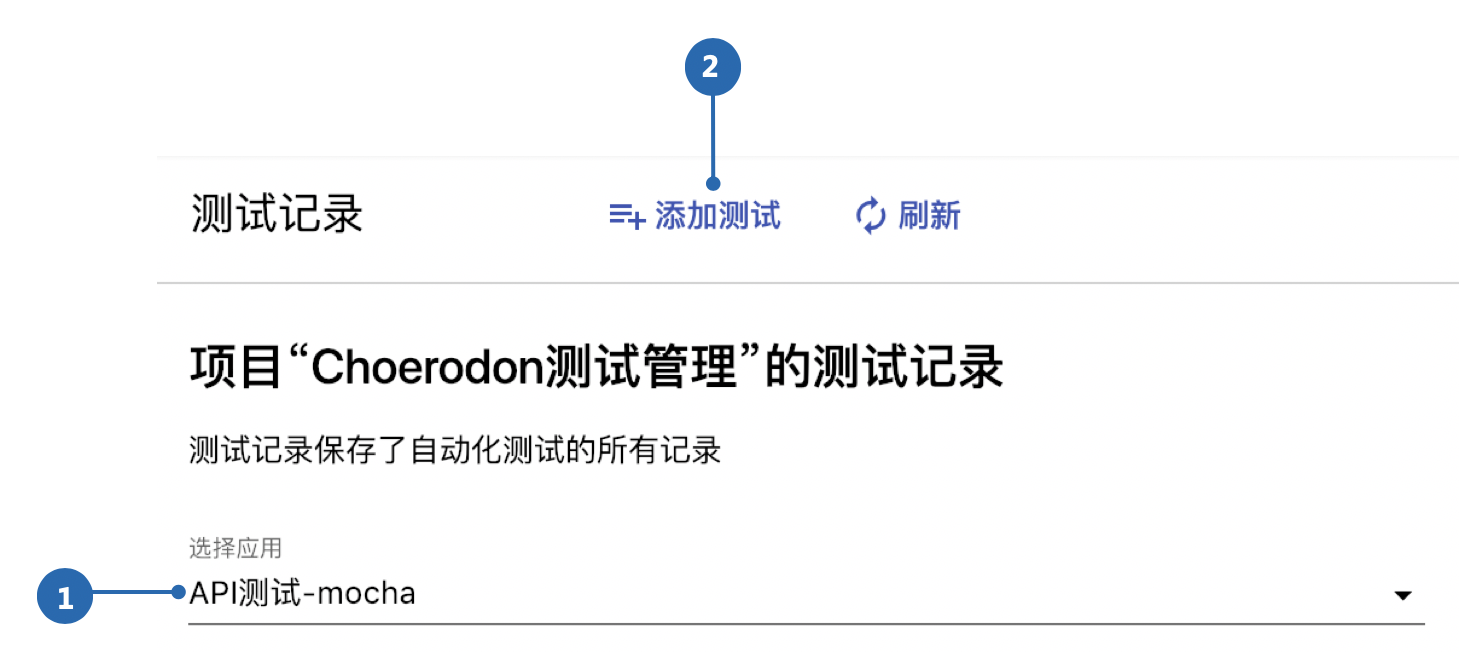 2
测试记录 添加测试 刷新
项目“Choerodon测试管理”的测试记录
测试记录保存了自动化测试的所有记录
选择应用
1 API测试-mocha